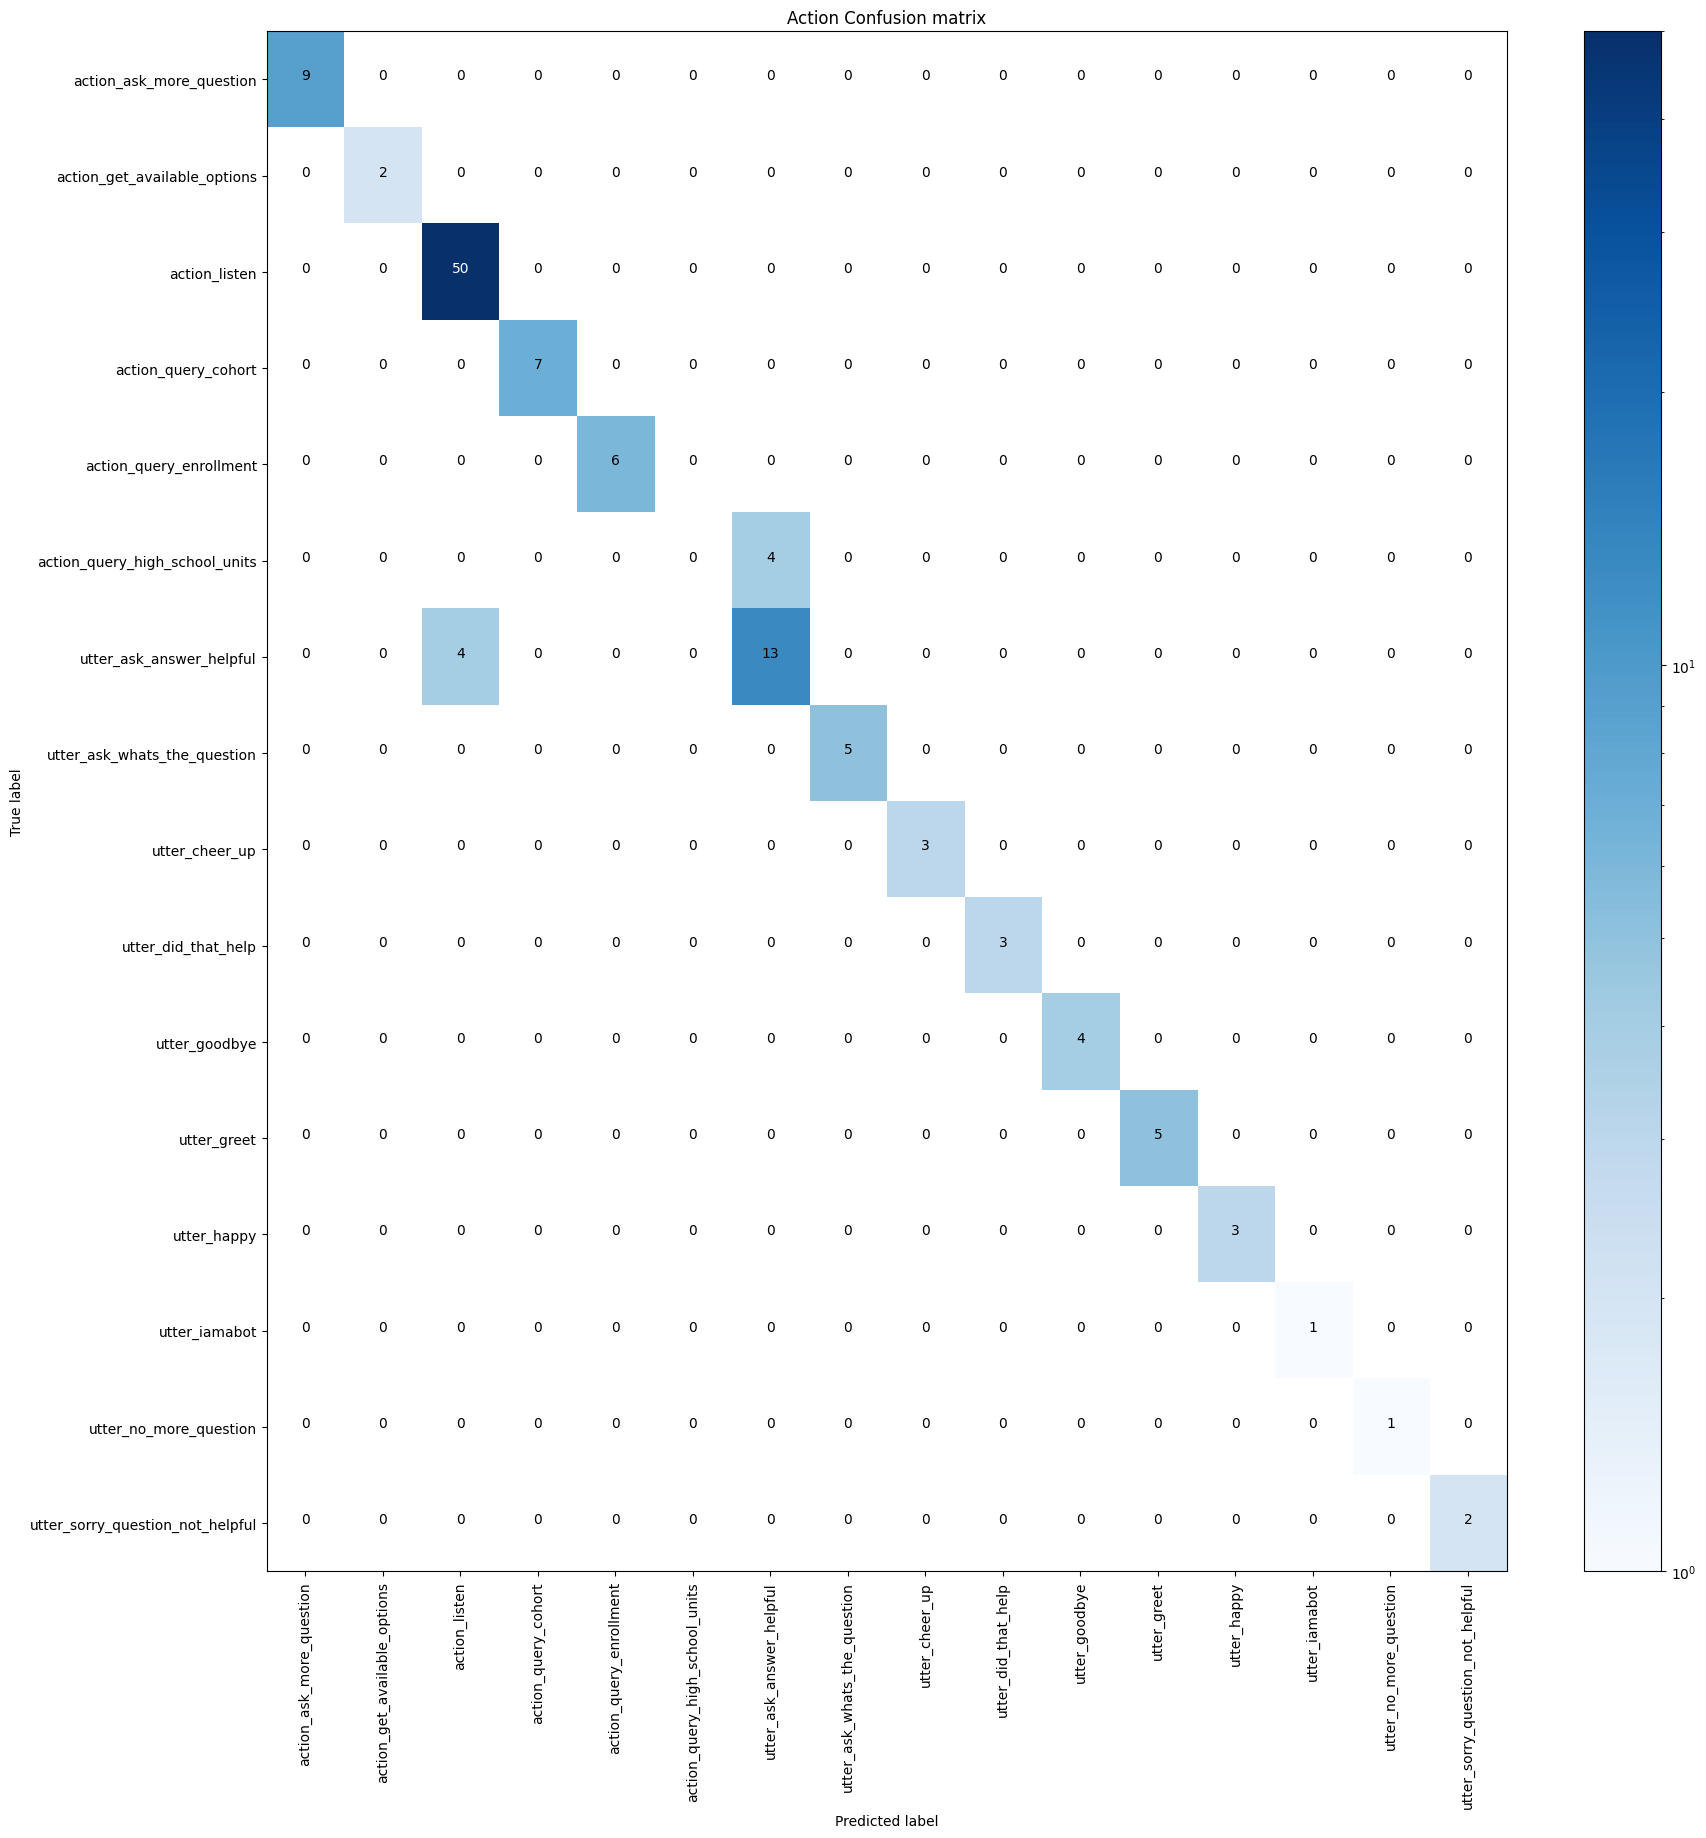 Action Confusion matrix
action_ask_more_question 9 0 0 0 0 0 0 0 0 0 0 0 0 0 0 0
action_get_available_options 0 2 0 0 0 0 0 0 0 0 0 0 0 0 0 0
action_listen 0 0 50 0 0 0 0 0 0 0 0 0 0 0 0 0
action_query_cohort 0 0 0 7 0 0 0 0 0 0 0 0 0 0 0 0
action_query_enrollment 0 0 0 0 6 0 0 0 0 0 0 0 0 0 0 0
action_query_high_school_units 0 0 0 0 0 0 4 0 0 0 0 0 0 0 0 0
utter_ask_answer_helpful 0 0 4 0 0 0 13 0 0 0 0 0 0 0 0 0
10¹
utter_ask_whats_the_question 0 0 0 0 0 0 0 5 0 0 0 0 0 0 0 0
True label
utter_cheer_up 0 0 0 0 0 0 0 0 3 0 0 0 0 0 0 0
utter_did_that_help 0 0 0 0 0 0 0 0 0 3 0 0 0 0 0 0
utter_goodbye 0 0 0 0 0 0 0 0 0 0 4 0 0 0 0 0
utter_greet 0 0 0 0 0 0 0 0 0 0 0 5 0 0 0 0
utter_happy 0 0 0 0 0 0 0 0 0 0 0 0 3 0 0 0
utter_iamabot 0 0 0 0 0 0 0 0 0 0 0 0 0 1 0 0
utter_no_more_question 0 0 0 0 0 0 0 0 0 0 0 0 0 0 1 0
utter_sorry_question_not_helpful 0 0 0 0 0 0 0 0 0 0 0 0 0 0 0 2
10⁰
action_ask_more_question
action_get_available_options
action_listen
action_query_cohort
action_query_enrollment
action_query_high_school_units
utter_ask_answer_helpful
utter_ask_whats_the_question
utter_cheer_up
utter_did_that_help
utter_goodbye
utter_greet
utter_happy
utter_iamabot
utter_no_more_question
utter_sorry_question_not_helpful
Predicted label